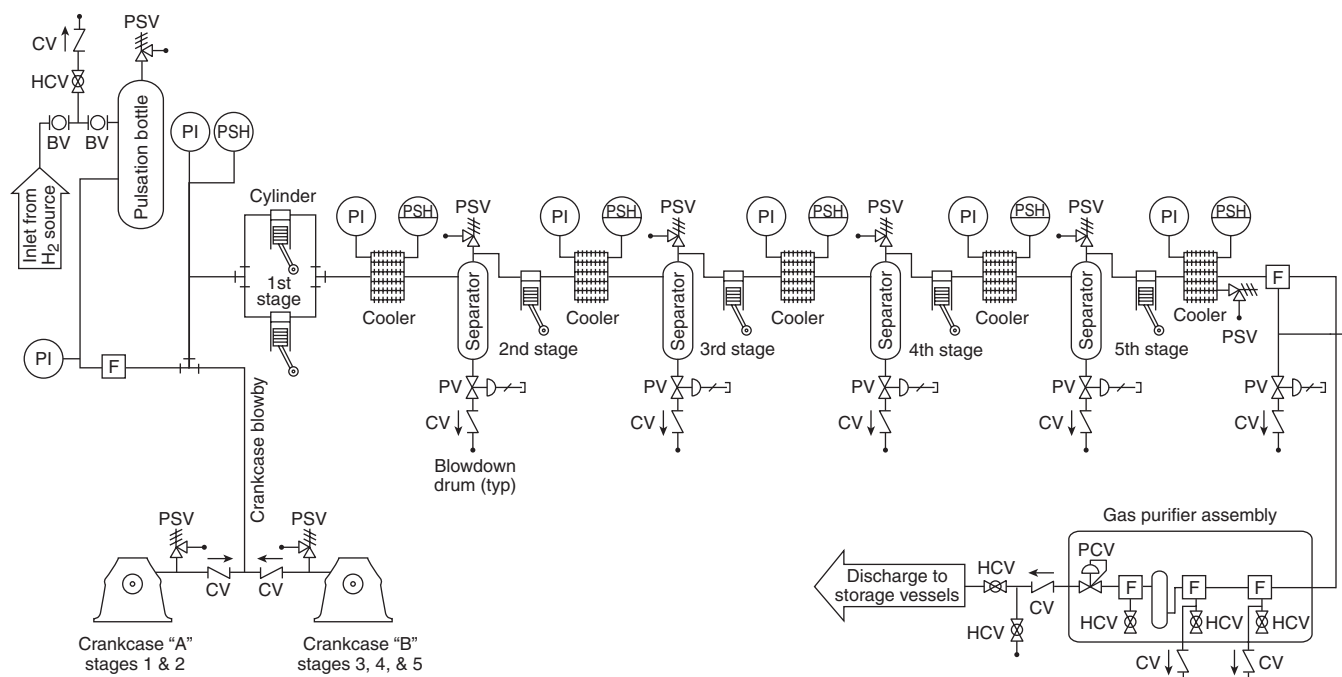 PSV
CV
HCV
BV
BV
Pulsation bottle
Inlet from
H₂ source
PI
PSH
Cylinder
1st
stage
PI
F
Crankcase blowby
PI
PSH
Cooler
PSV
Separator
2nd stage
PV
CV
Blowdown
drum (typ)
PI
PSH
Cooler
PSV
Separator
3rd stage
PV
CV
PI
PSH
Cooler
PSV
Separator
4th stage
PV
CV
PI
PSH
Cooler
PSV
Separator
5th stage
PV
CV
PI
PSH
Cooler
PSV
F
PV
CV
PSV
PSV
CV
CV
Crankcase "A"
stages 1 & 2
Crankcase "B"
stages 3, 4, & 5
Gas purifier assembly
PCV
F
F
F
HCV
HCV
HCV
CV
CV
Discharge to
storage vessels
HCV
CV
HCV